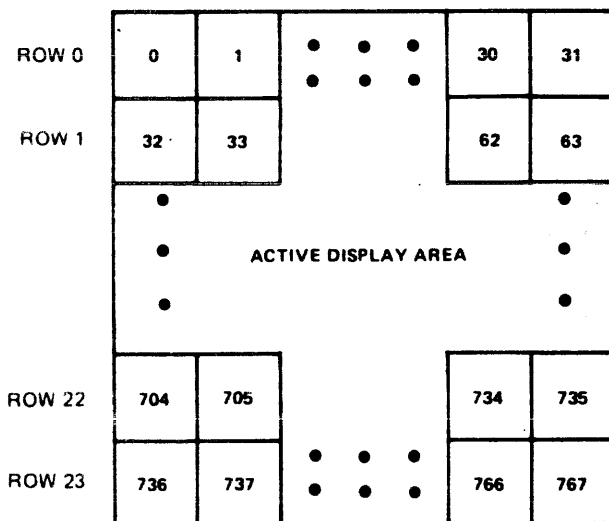 ROW 0 0 1 30 31
ROW 1 32 33 62 63
ACTIVE DISPLAY AREA
ROW 22 704 705 734 735
ROW 23 736 737 766 767